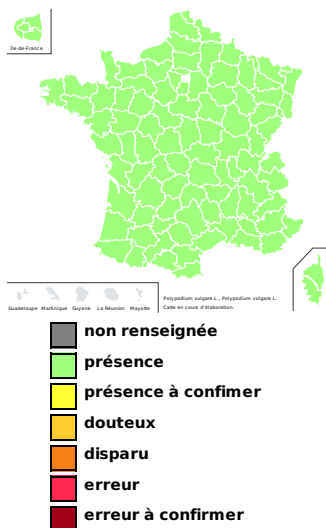 Île-de-France
Guadeloupe Martinique Guyane La Réunion Mayotte
Polypodium vulgare L., Polypodium vulgare L.
Carte en cours d'élaboration.
non renseignée
présence
présence à confimer
douteux
disparu
erreur
erreur à confirmer